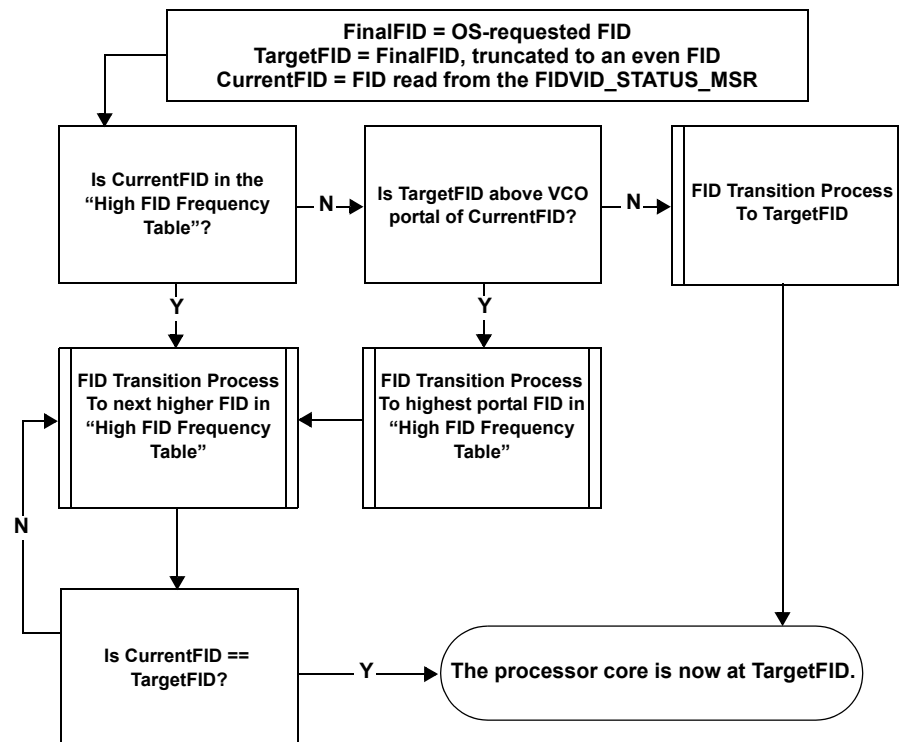 FinalFID = OS-requested FID
TargetFID = FinalFID, truncated to an even FID
CurrentFID = FID read from the FIDVID_STATUS_MSR
Is CurrentFID in the
“High FID Frequency
Table”?
N
Is TargetFID above VCO
portal of CurrentFID?
N
FID Transition Process
To TargetFID
Y
Y
FID Transition Process
To next higher FID in
“High FID Frequency
Table”
FID Transition Process
To highest portal FID in
“High FID Frequency
Table”
N
Is CurrentFID ==
TargetFID?
Y
The processor core is now at TargetFID.